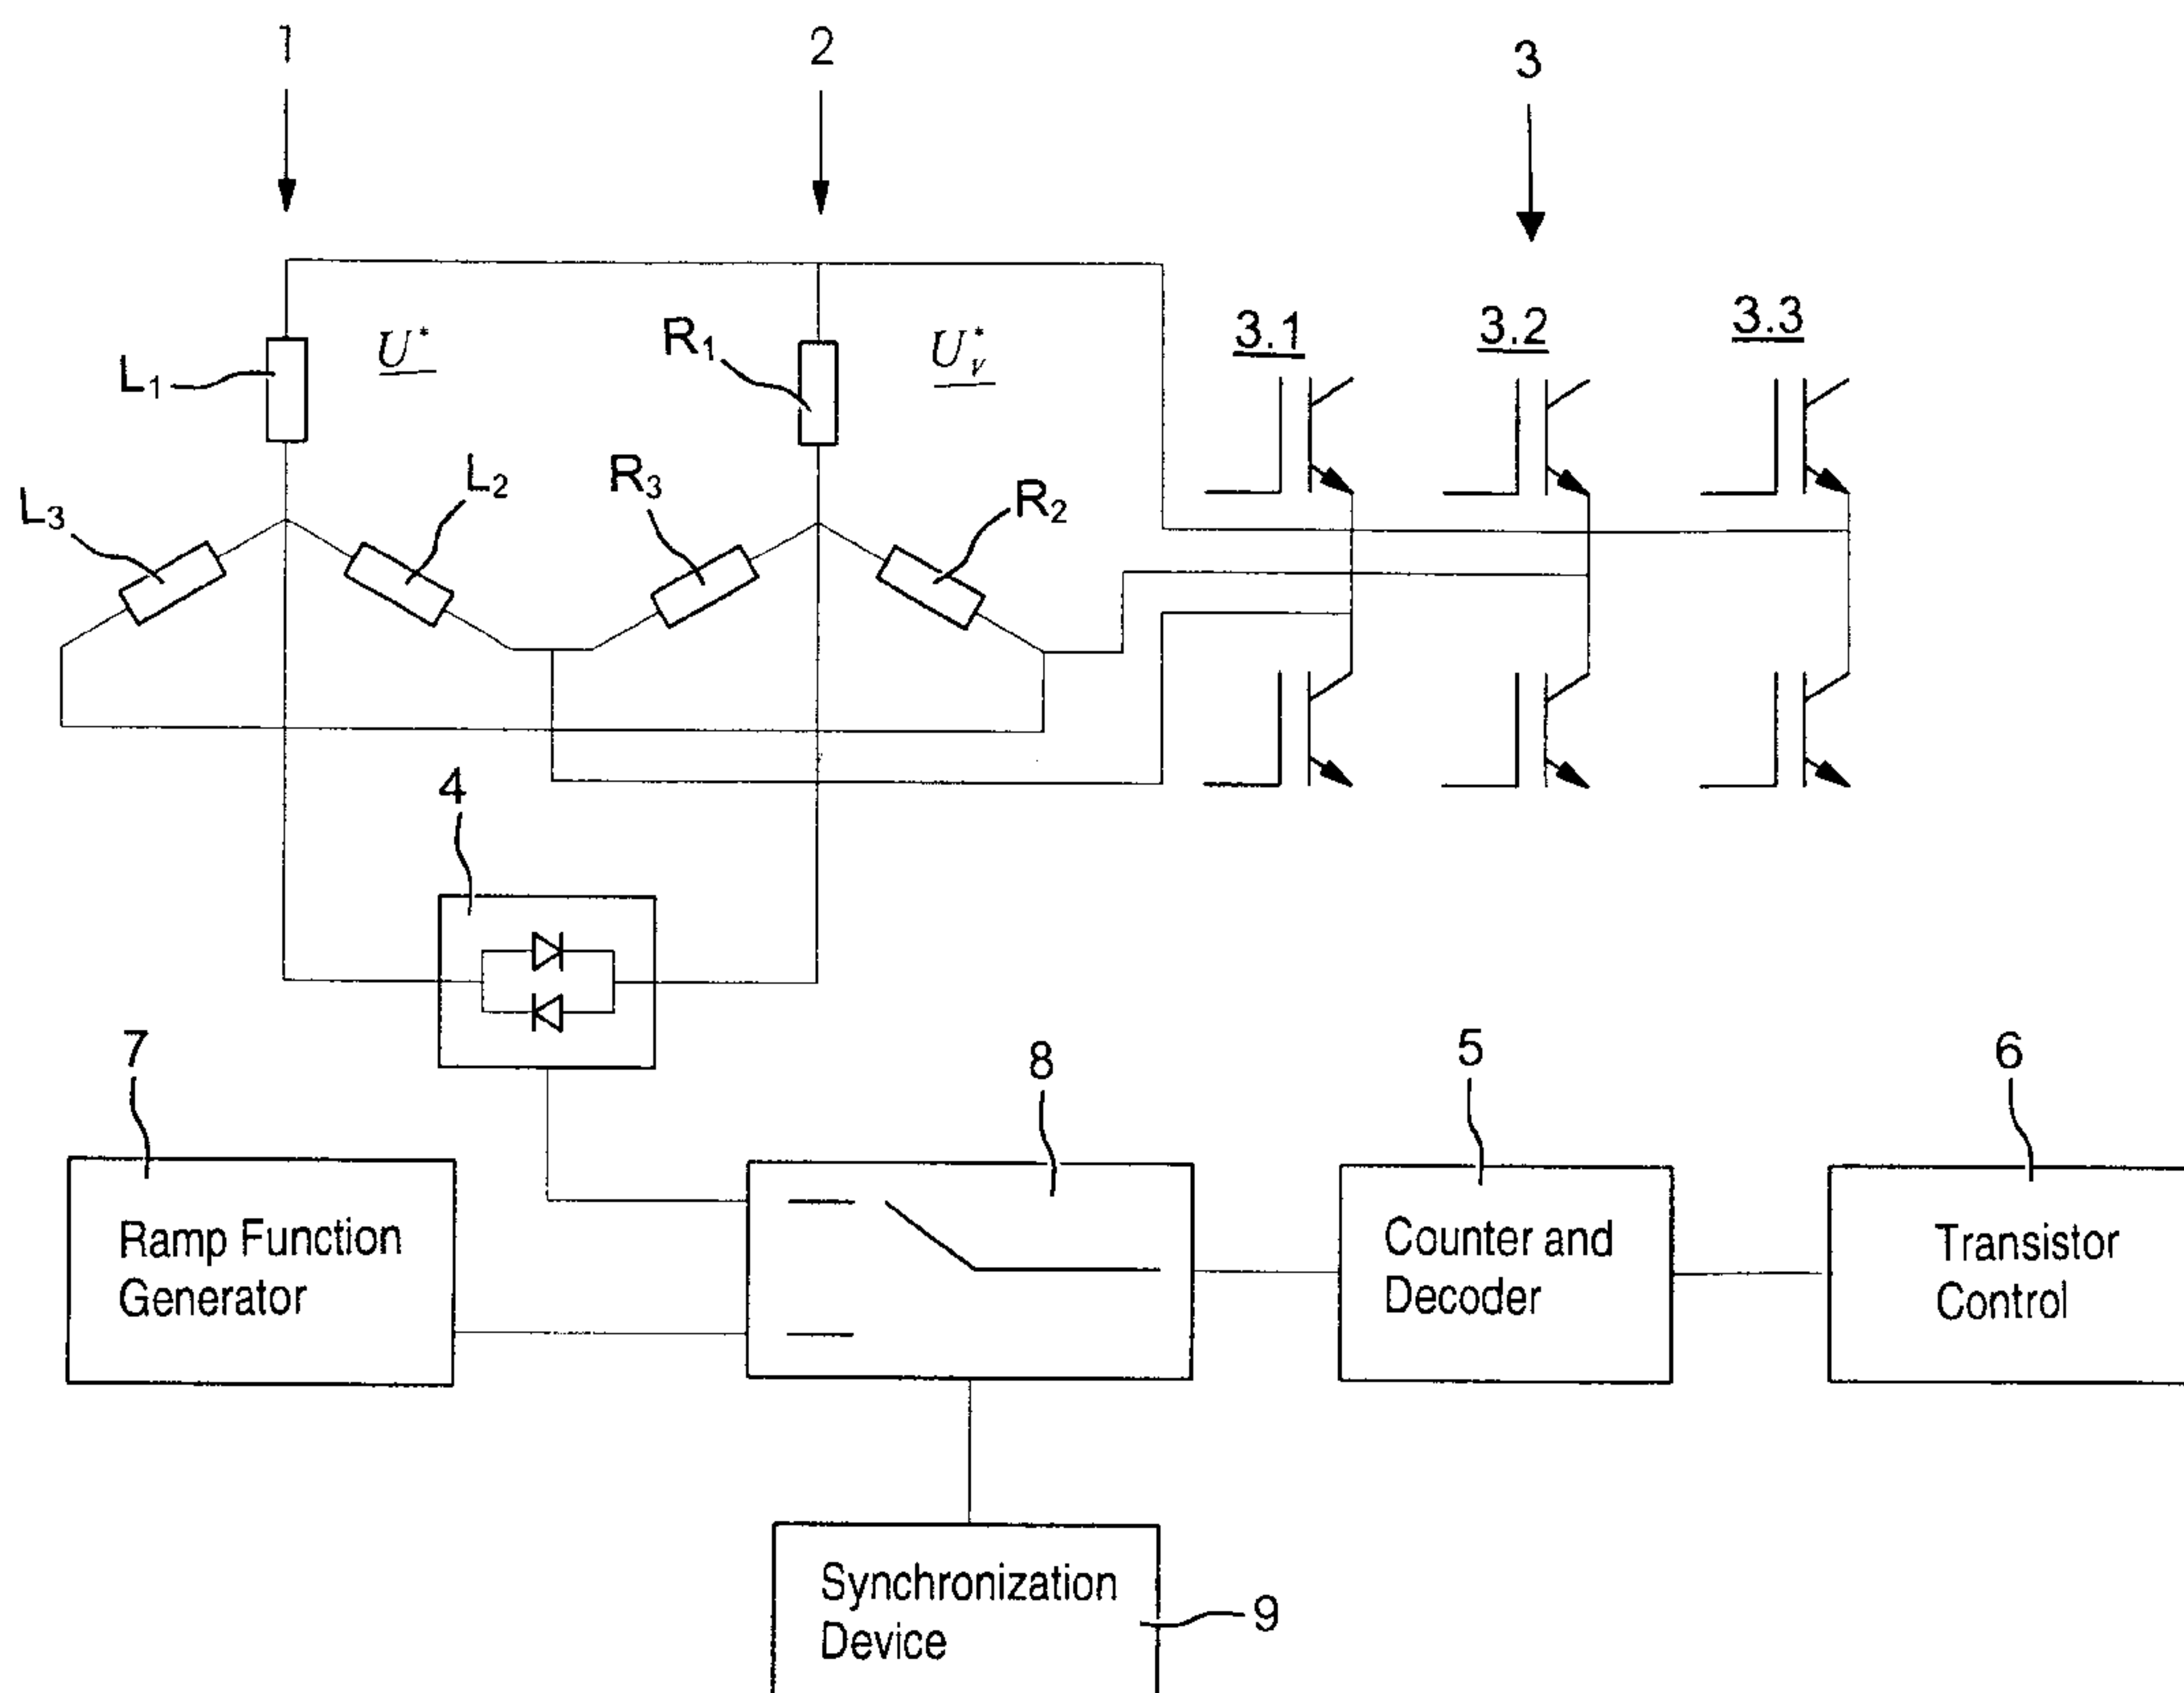 1
2
3
L1
U*
R1
U*v
3.1
3.2
3.3
L3
L2
R3
R2
4
7
8
5
6
Ramp Function
Generator
Counter and
Decoder
Transistor
Control
Synchronization
Device
9